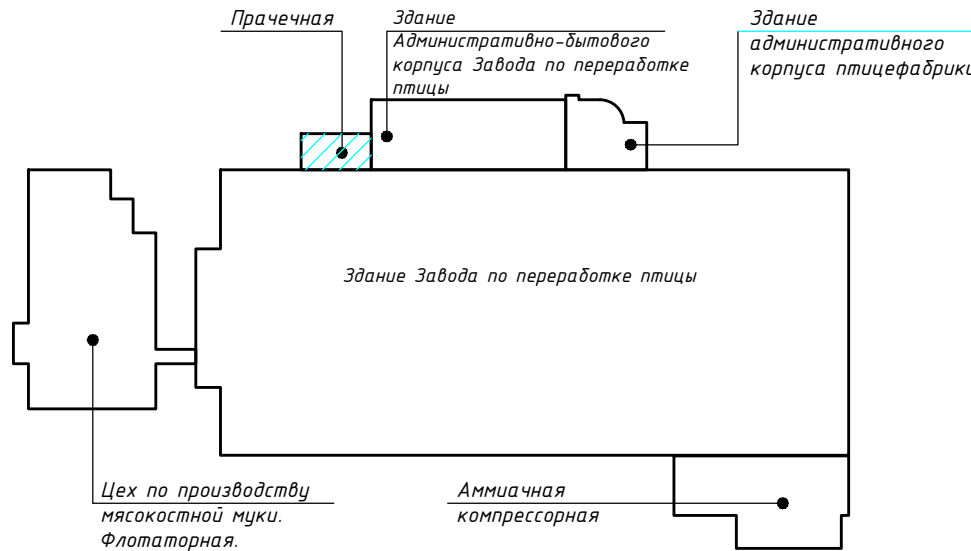 Прачечная
Здание
Административно-бытового
корпуса Завода по переработке
птицы
Здание
административного
корпуса птицефабрики
Здание Завода по переработке птицы
Цех по производству
мясокостной муки.
Флотаторная.
Аммиачная
компрессорная